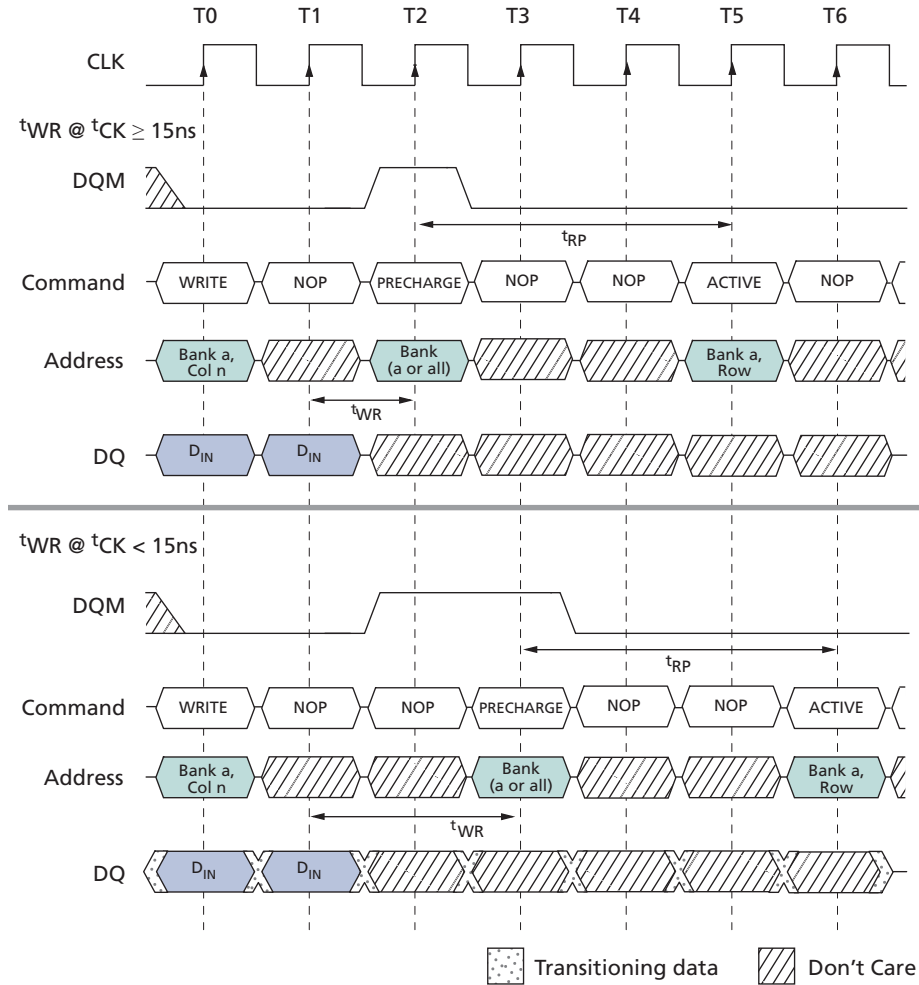 T0 T1 T2 T3 T4 T5 T6
CLK
tWR @ tCK ≥ 15ns
DQM
tRP
Command WRITE NOP PRECHARGE NOP NOP ACTIVE NOP
Address Bank a, Col n Bank (a or all) Bank a, Row
tWR
DQ DIN DIN
tWR @ tCK < 15ns
DQM
tRP
Command WRITE NOP NOP PRECHARGE NOP NOP ACTIVE
Address Bank a, Col n Bank (a or all) Bank a, Row
tWR
DQ DIN DIN
Transitioning data Don't Care